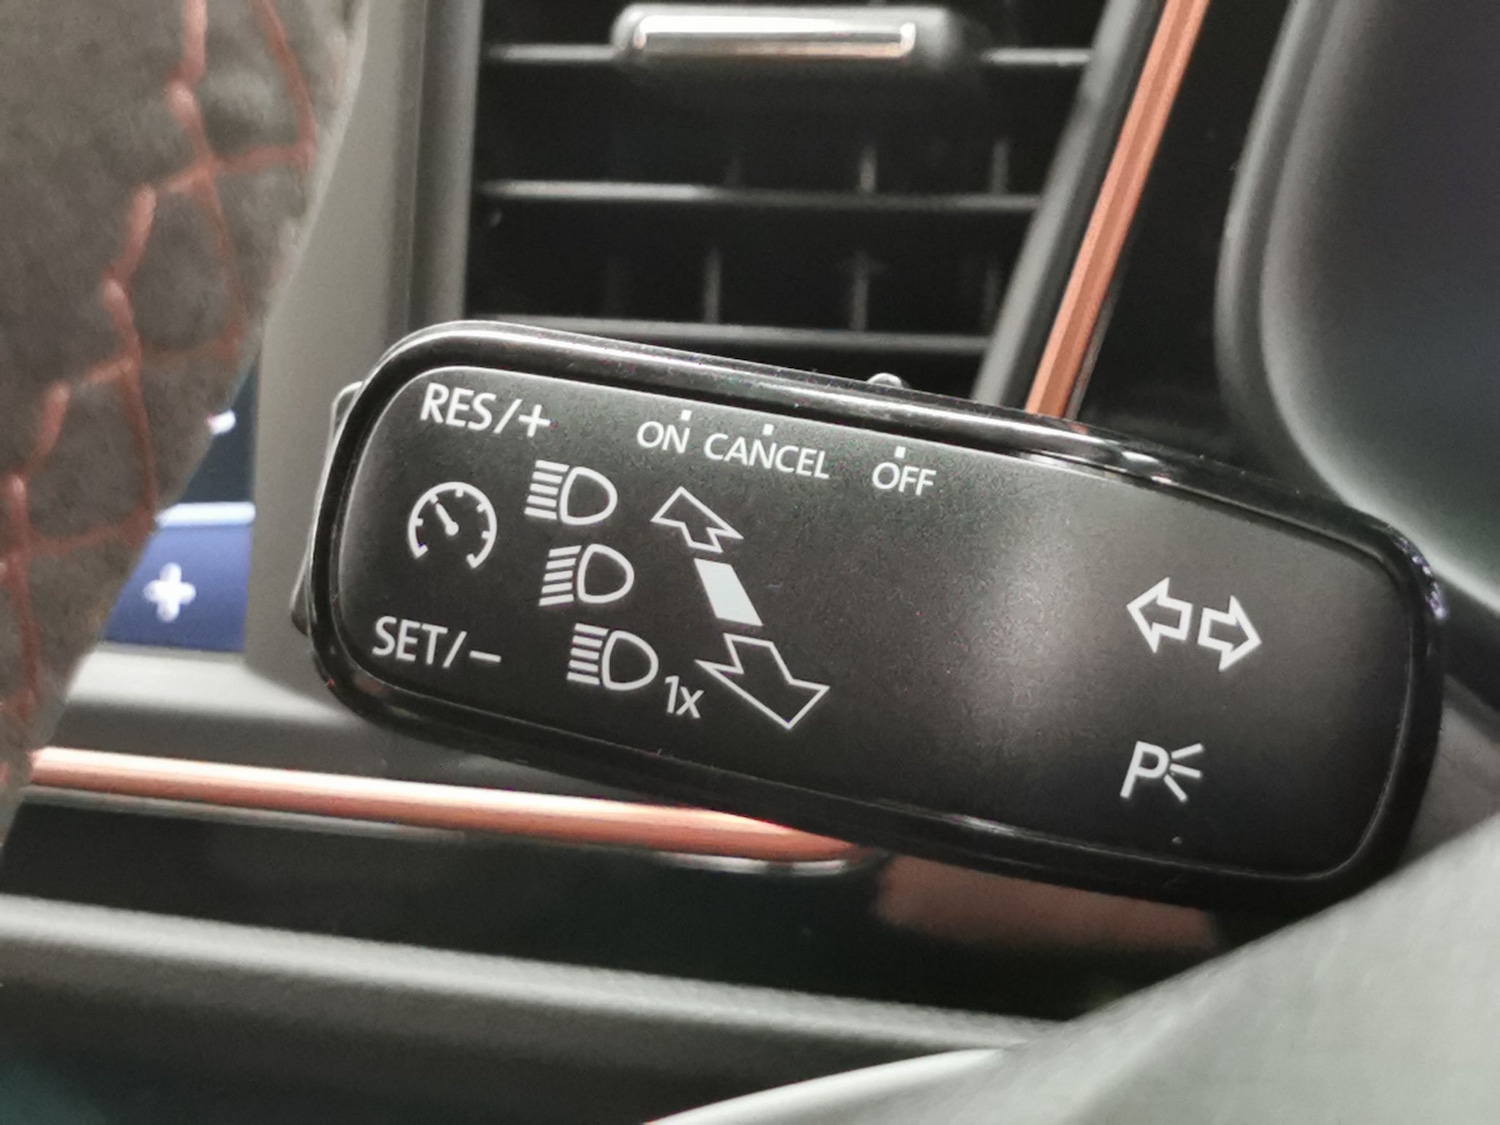 RES/+
ON CANCEL OFF
SET/-
1x
P